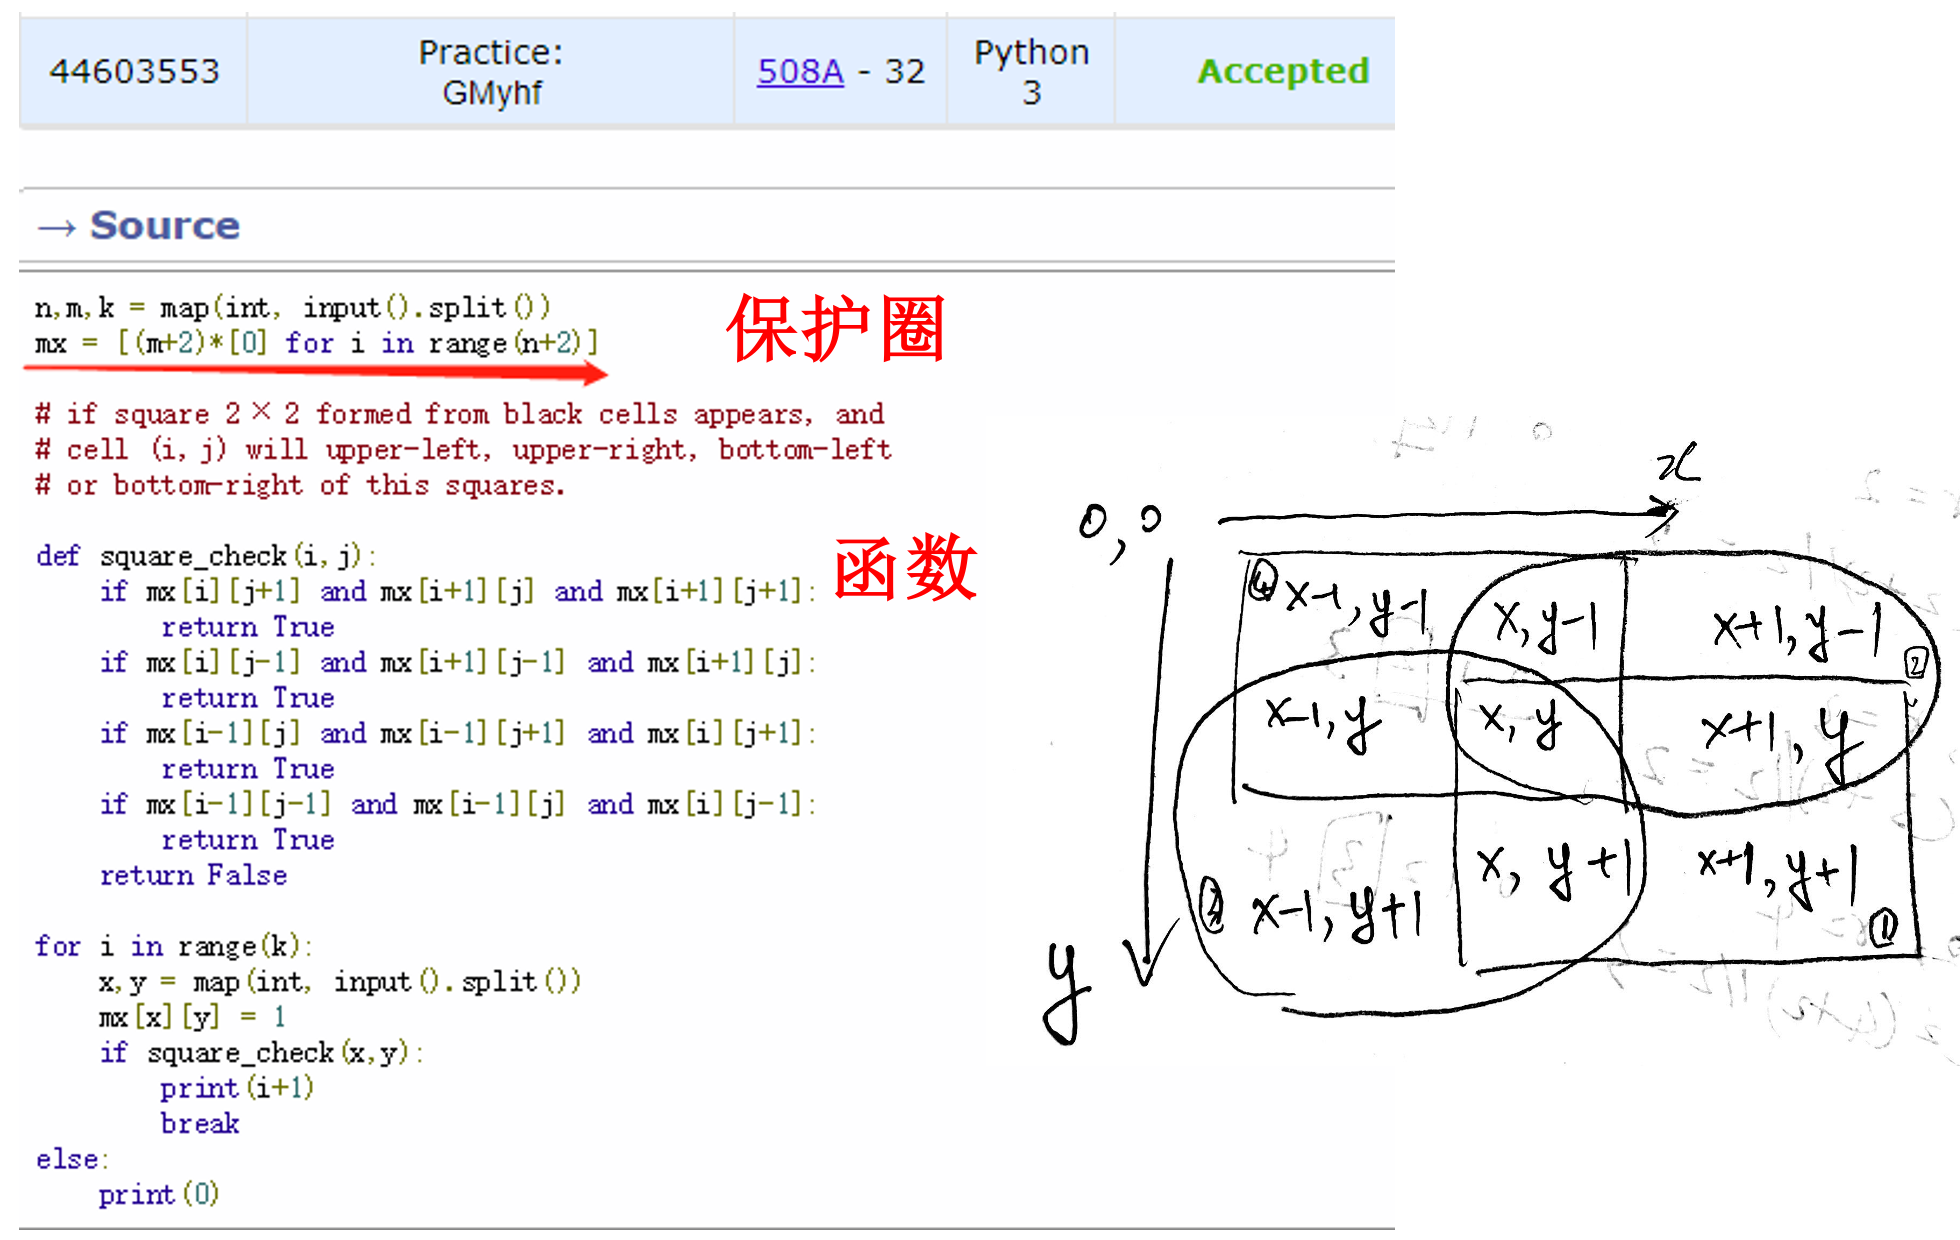 44603553
Practice:
GMyhf
508A - 32
Python
3
Accepted
→ Source
n,m,k = map(int, input().split())
mx = [(m+2)*[0] for i in range(n+2)]
保护圈
# if square 2×2 formed from black cells appears, and
# cell (i, j) will upper-left, upper-right, bottom-left
# or bottom-right of this squares.
def square_check(i,j):
    if mx[i][j+1] and mx[i+1][j] and mx[i+1][j+1]:
        return True
    if mx[i][j-1] and mx[i+1][j-1] and mx[i+1][j]:
        return True
    if mx[i-1][j] and mx[i-1][j+1] and mx[i][j+1]:
        return True
    if mx[i-1][j-1] and mx[i-1][j] and mx[i][j-1]:
        return True
    return False
函数
for i in range(k):
    x,y = map(int, input().split())
    mx[x][y] = 1
    if square_check(x,y):
        print(i+1)
        break
else:
    print(0)
x
0,0
④ x-1,y-1
x,y-1
x+1,y-1
②
x-1,y
x,y
x+1,y
x-1,y+1
x,y+1
x+1,y+1
①
y